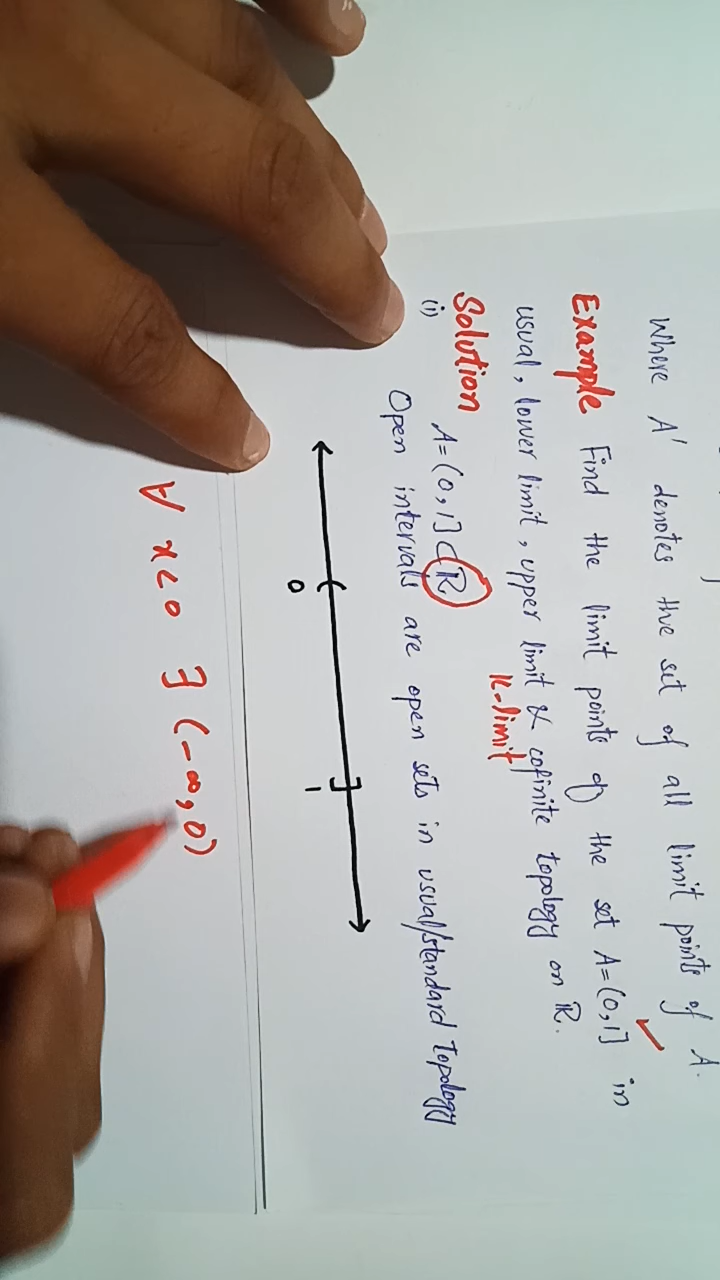 Where A' denotes the set of all limit points of A.
Example Find the limit points of the set A=(0,1] in
usual, lower limit, upper limit & cofinite topology on ℝ.
K-limit
Solution
(i) A=(0,1]⊂ℝ
Open intervals are open sets in usual/standard topology
0 1
∀ x<0 ∃ (-∞,0)